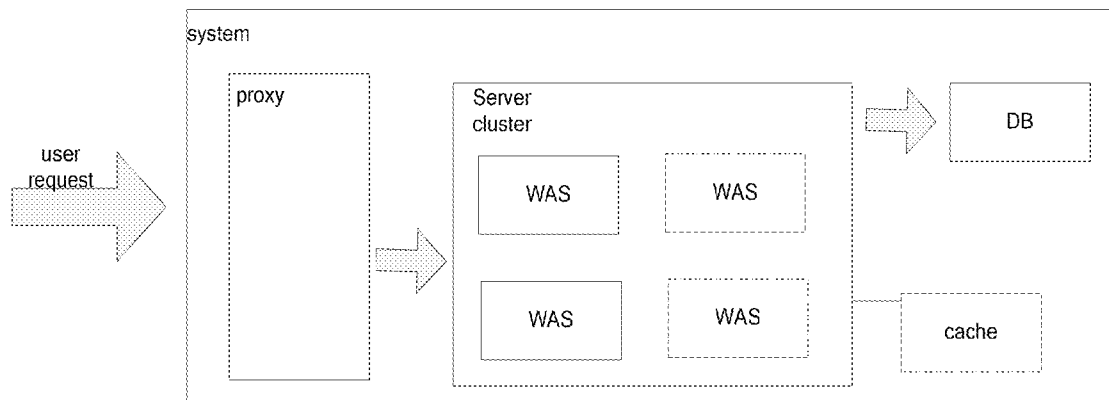 system
proxy
user
request
Server
cluster
WAS
WAS
WAS
WAS
DB
cache